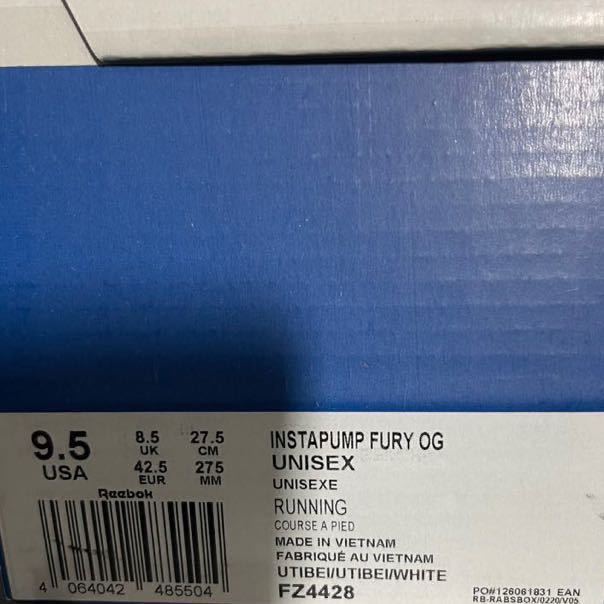 9.5
USA
8.5
UK
42.5
EUR
27.5
CM
275
MM
Reebok
4 064042 485504
INSTAPUMP FURY OG
UNISEX
UNISEXE
RUNNING
COURSE A PIED
MADE IN VIETNAM
FABRIQUÉ AU VIETNAM
UTIBEI/UTIBEI/WHITE
FZ4428
PO#126061831 EAN
RB-RABSBOX/0220/V05